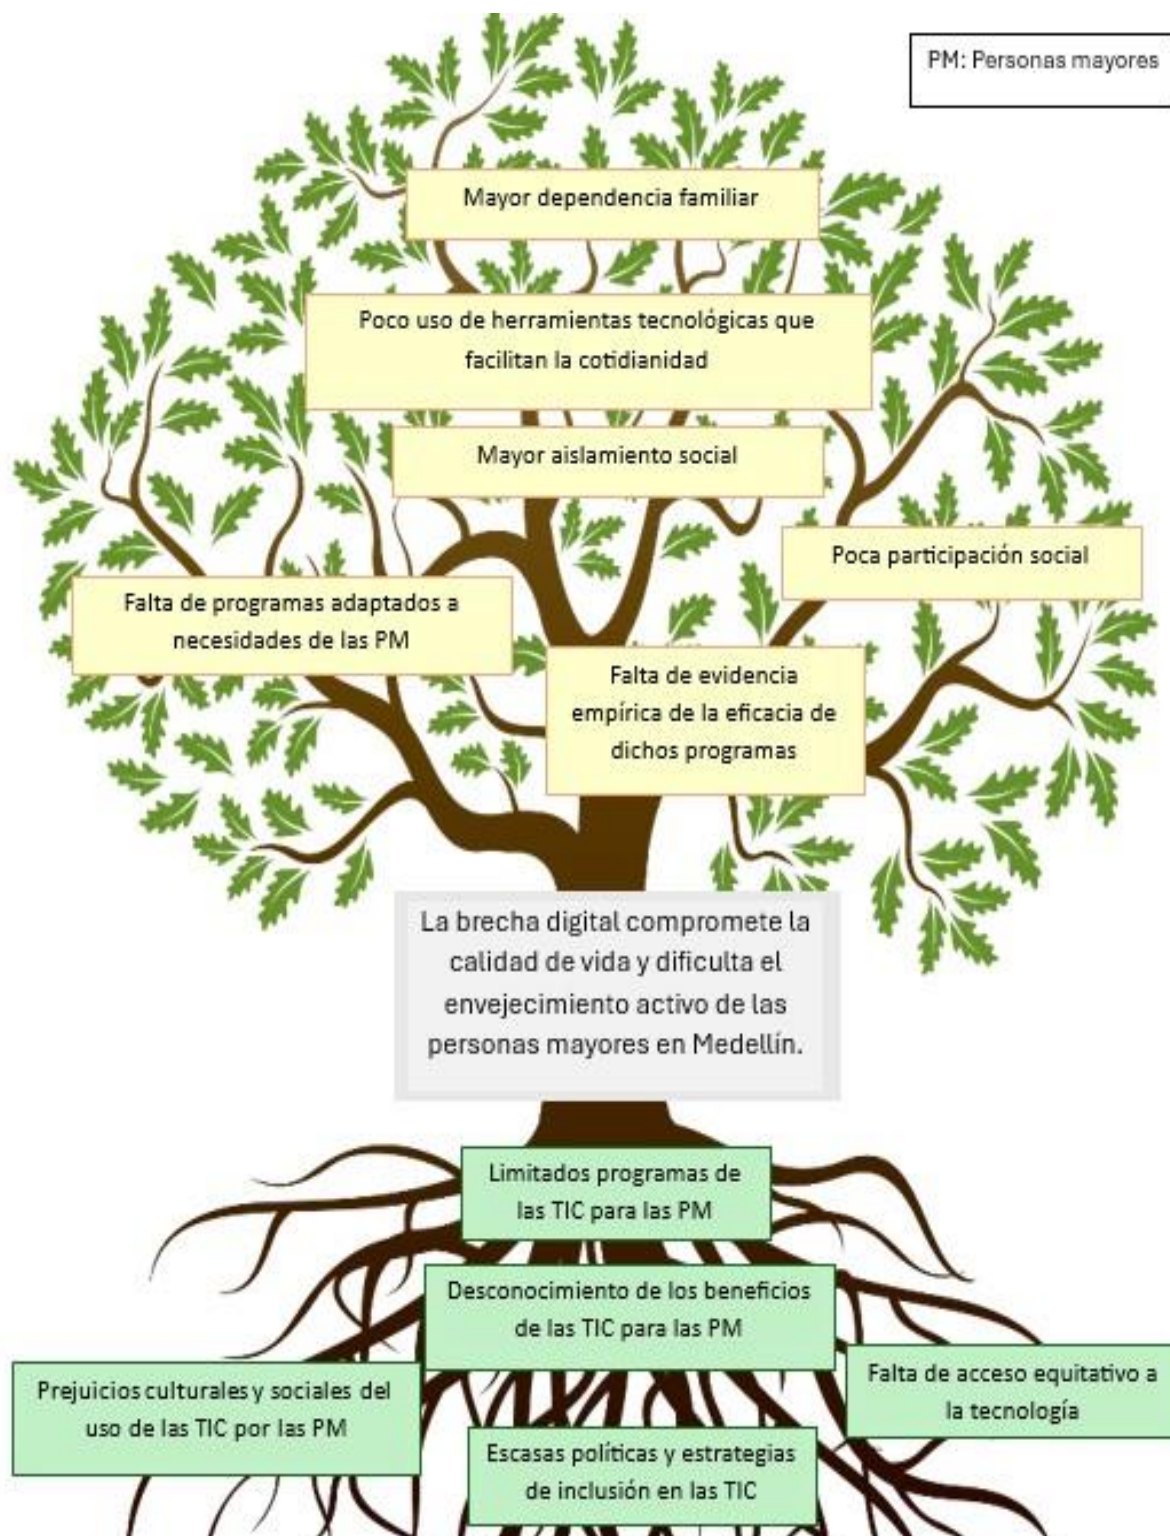 PM: Personas mayores
Mayor dependencia familiar
Poco uso de herramientas tecnológicas que
facilitan la cotidianidad
Mayor aislamiento social
Poca participación social
Falta de programas adaptados a
necesidades de las PM
Falta de evidencia
empírica de la eficacia de
dichos programas
La brecha digital compromete la
calidad de vida y dificulta el
envejecimiento activo de las
personas mayores en Medellín.
Limitados programas de
las TIC para las PM
Desconocimiento de los beneficios
de las TIC para las PM
Prejuicios culturales y sociales del
uso de las TIC por las PM
Falta de acceso equitativo a
la tecnología
Escasas políticas y estrategias
de inclusión en las TIC